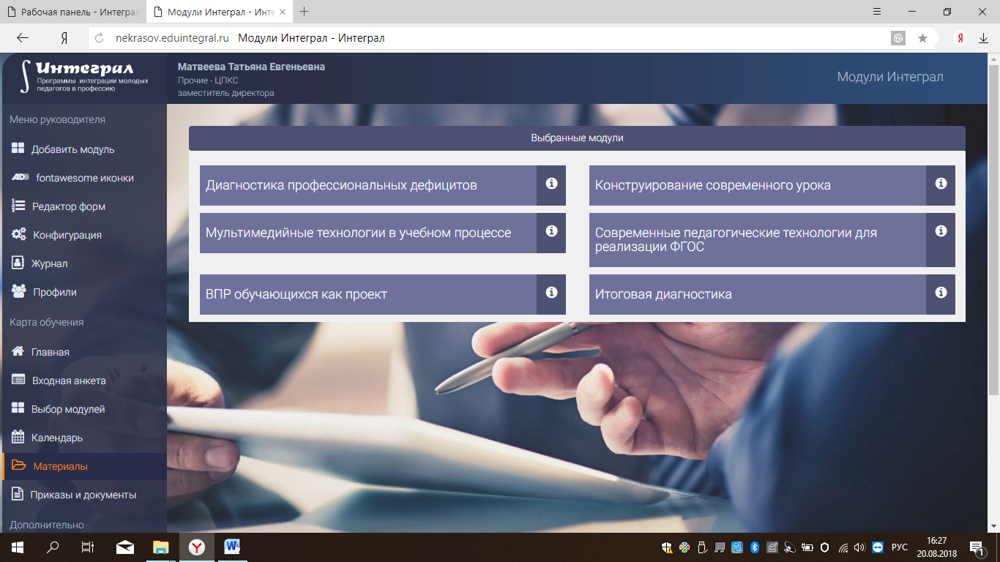 Рабочая панель - Интегра
Модули Интеграл - Инте
nekrasov.eduintegral.ru Модули Интеграл - Интеграл
Интеграл
Программы интеграции молодых
педагогов в профессию
Матвеева Татьяна Евгеньевна
Прочие - ЦПКС
заместитель директора
Модули Интеграл
Меню руководителя
Добавить модуль
fontawesome иконки
Редактор форм
Конфигурация
Журнал
Профили
Карта обучения
Главная
Входная анкета
Выбор модулей
Календарь
Материалы
Приказы и документы
Дополнительно
Выбранные модули
Диагностика профессиональных дефицитов
Конструирование современного урока
Мультимедийные технологии в учебном процессе
Современные педагогические технологии для
реализации ФГОС
ВПР обучающихся как проект
Итоговая диагностика
РУС
16:27
20.08.2018
1